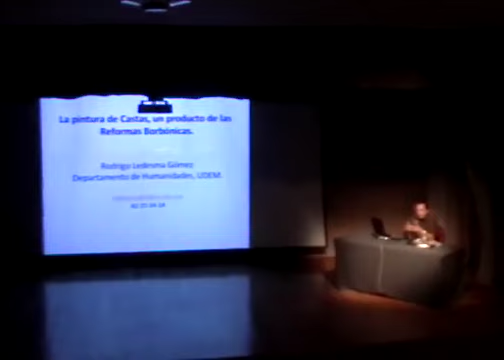 La pintura de Castas, un producto de las
Reformas Borbónicas.
Rodrigo Ledesma Gómez
Departamento de Humanidades, UDEM.